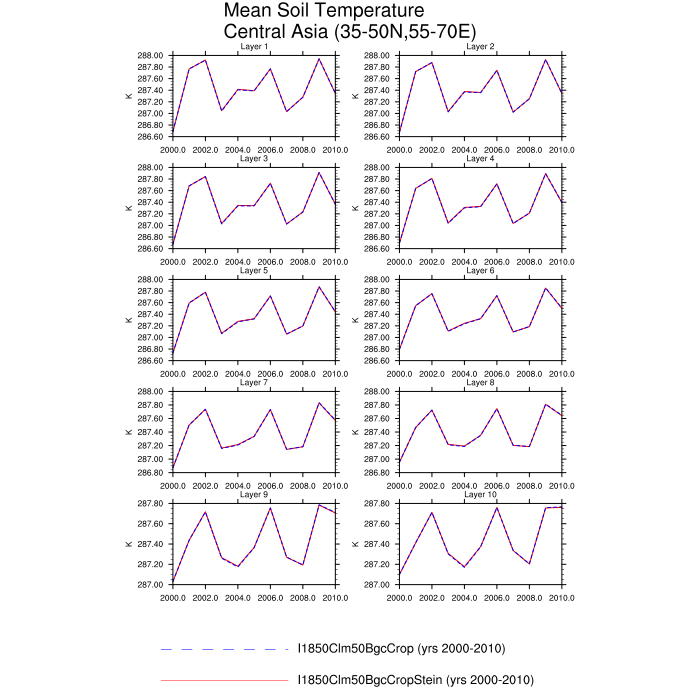 Mean Soil Temperature
Central Asia (35-50N,55-70E)
Layer 1
288.00
287.80
287.60
287.40
287.20
287.00
286.80
286.60
K
2000.0 2002.0 2004.0 2006.0 2008.0 2010.0
Layer 2
288.00
287.80
287.60
287.40
287.20
287.00
286.80
286.60
K
2000.0 2002.0 2004.0 2006.0 2008.0 2010.0
Layer 3
288.00
287.80
287.60
287.40
287.20
287.00
286.80
286.60
K
2000.0 2002.0 2004.0 2006.0 2008.0 2010.0
Layer 4
288.00
287.80
287.60
287.40
287.20
287.00
286.80
286.60
K
2000.0 2002.0 2004.0 2006.0 2008.0 2010.0
Layer 5
288.00
287.80
287.60
287.40
287.20
287.00
286.80
286.60
K
2000.0 2002.0 2004.0 2006.0 2008.0 2010.0
Layer 6
288.00
287.80
287.60
287.40
287.20
287.00
286.80
286.60
K
2000.0 2002.0 2004.0 2006.0 2008.0 2010.0
Layer 7
288.00
287.80
287.60
287.40
287.20
287.00
286.80
K
2000.0 2002.0 2004.0 2006.0 2008.0 2010.0
Layer 8
288.00
287.80
287.60
287.40
287.20
287.00
286.80
K
2000.0 2002.0 2004.0 2006.0 2008.0 2010.0
Layer 9
287.80
287.60
287.40
287.20
287.00
K
2000.0 2002.0 2004.0 2006.0 2008.0 2010.0
Layer 10
287.80
287.60
287.40
287.20
287.00
K
2000.0 2002.0 2004.0 2006.0 2008.0 2010.0
I1850Clm50BgcCrop (yrs 2000-2010)
I1850Clm50BgcCropStein (yrs 2000-2010)